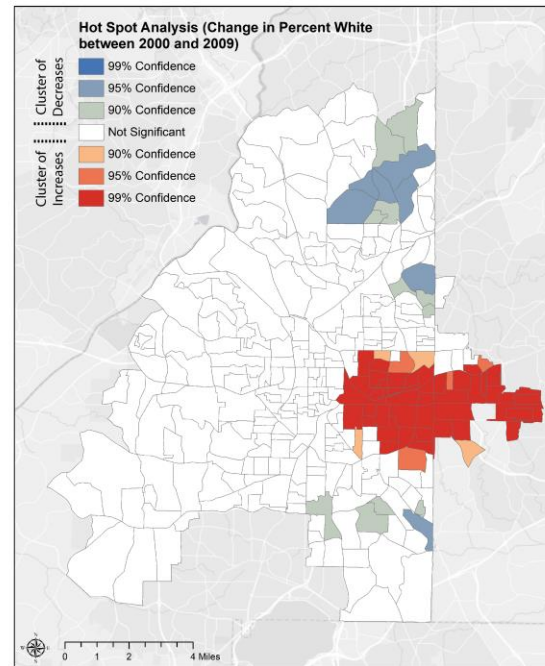 Hot Spot Analysis (Change in Percent White
between 2000 and 2009)
Cluster of
Decreases
99% Confidence
95% Confidence
90% Confidence
Not Significant
Cluster of
Increases
90% Confidence
95% Confidence
99% Confidence
0 2 4
Miles